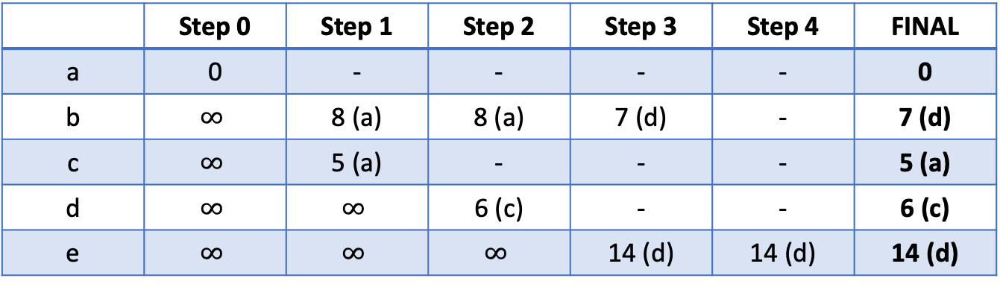 Step 0 Step 1 Step 2 Step 3 Step 4 FINAL
a 0 - - - - 0
b ∞ 8 (a) 8 (a) 7 (d) - 7 (d)
c ∞ 5 (a) - - - 5 (a)
d ∞ ∞ 6 (c) - - 6 (c)
e ∞ ∞ ∞ 14 (d) 14 (d) 14 (d)